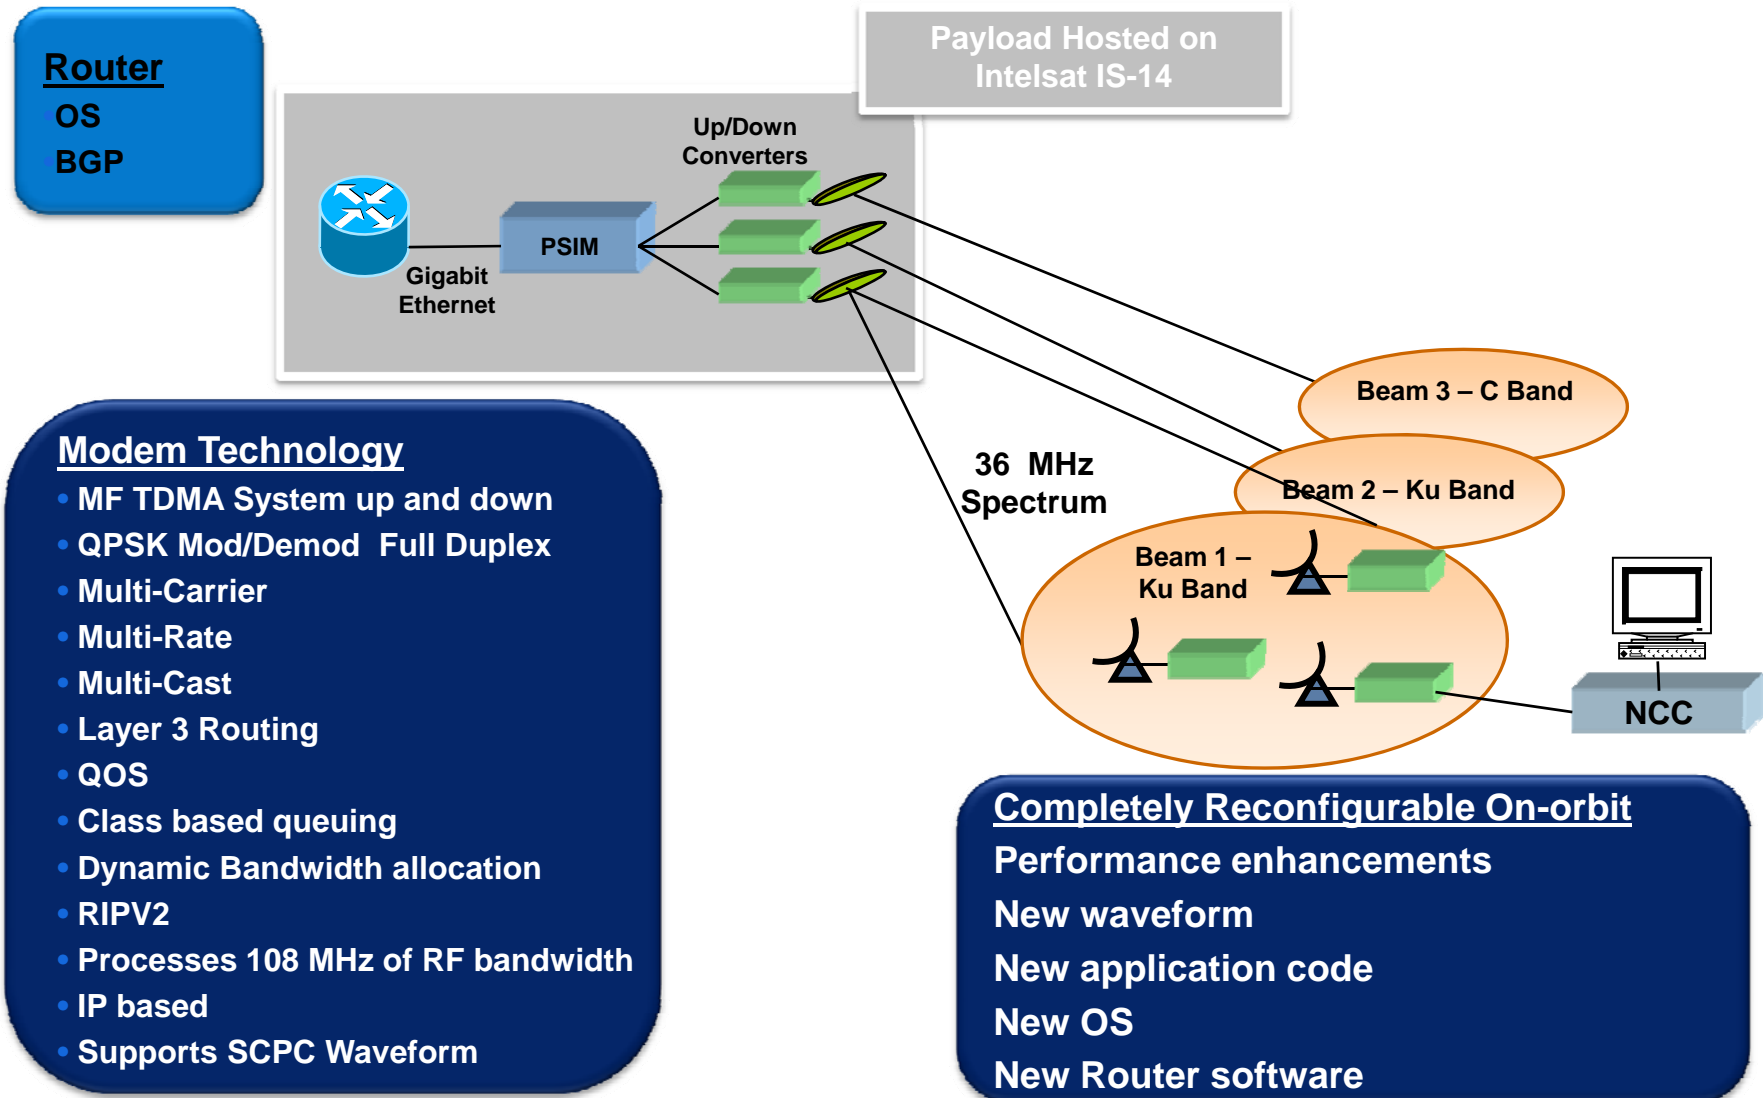 Router
•OS
•BGP
Payload Hosted on
Intelsat IS-14
Up/Down
Converters
PSIM
Gigabit
Ethernet
Beam 3 – C Band
Beam 2 – Ku Band
36 MHz
Spectrum
Beam 1 –
Ku Band
NCC
Modem Technology
• MF TDMA System up and down
• QPSK Mod/Demod Full Duplex
• Multi-Carrier
• Multi-Rate
• Multi-Cast
• Layer 3 Routing
• QOS
• Class based queuing
• Dynamic Bandwidth allocation
• RIPV2
• Processes 108 MHz of RF bandwidth
• IP based
• Supports SCPC Waveform
Completely Reconfigurable On-orbit
Performance enhancements
New waveform
New application code
New OS
New Router software